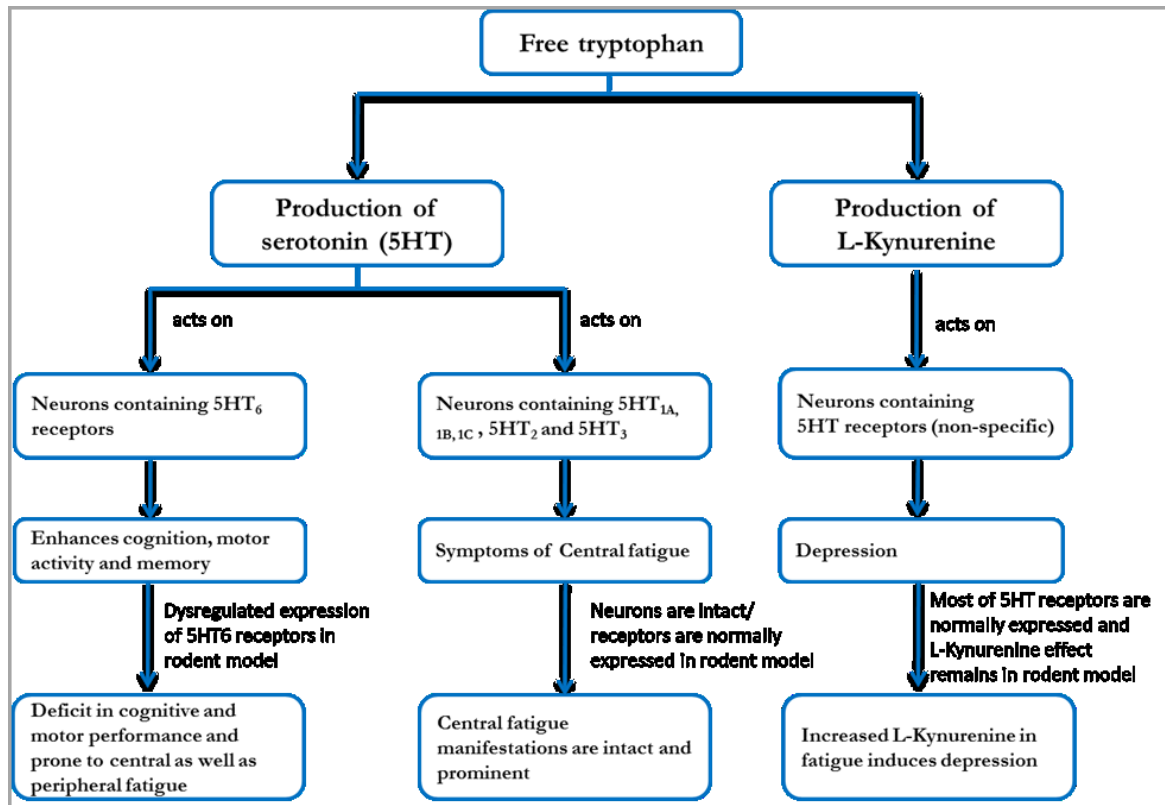 Free tryptophan
Production of
serotonin (5HT)
Production of
L-Kynurenine
acts on
acts on
acts on
Neurons containing 5HT₆
receptors
Neurons containing 5HT₁A,
₁B, ₁C , 5HT₂ and 5HT₃
Neurons containing
5HT receptors (non-specific)
Enhances cognition, motor
activity and memory
Symptoms of Central fatigue
Depression
Dysregulated expression
of 5HT6 receptors in
rodent model
Neurons are intact/
receptors are normally
expressed in rodent model
Most of 5HT receptors are
normally expressed and
L-Kynurenine effect
remains in rodent model
Deficit in cognitive and
motor performance and
prone to central as well as
peripheral fatigue
Central fatigue
manifestations are intact and
prominent
Increased L-Kynurenine in
fatigue induces depression